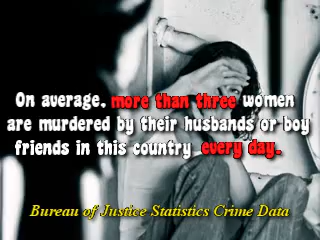 On average, more than three women
are murdered by their husbands or boy
friends in this country every day.
Bureau of Justice Statistics Crime Data